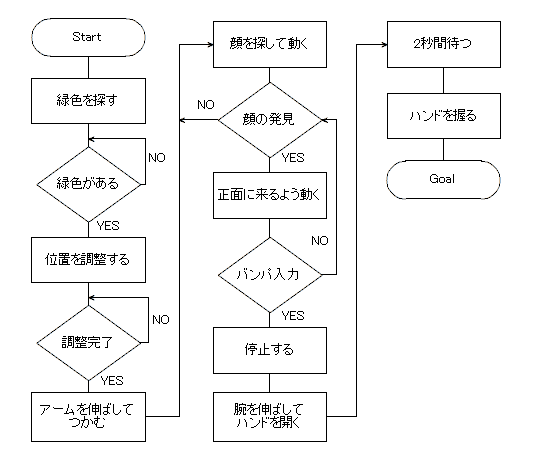 Start
緑色を探す
NO
緑色がある
YES
位置を調整する
NO
調整完了
YES
アームを伸ばして
つかむ
顔を探して動く
NO
顔の発見
YES
正面に来るよう動く
NO
バンパ入力
YES
停止する
腕を伸ばして
ハンドを開く
2秒間待つ
ハンドを握る
Goal